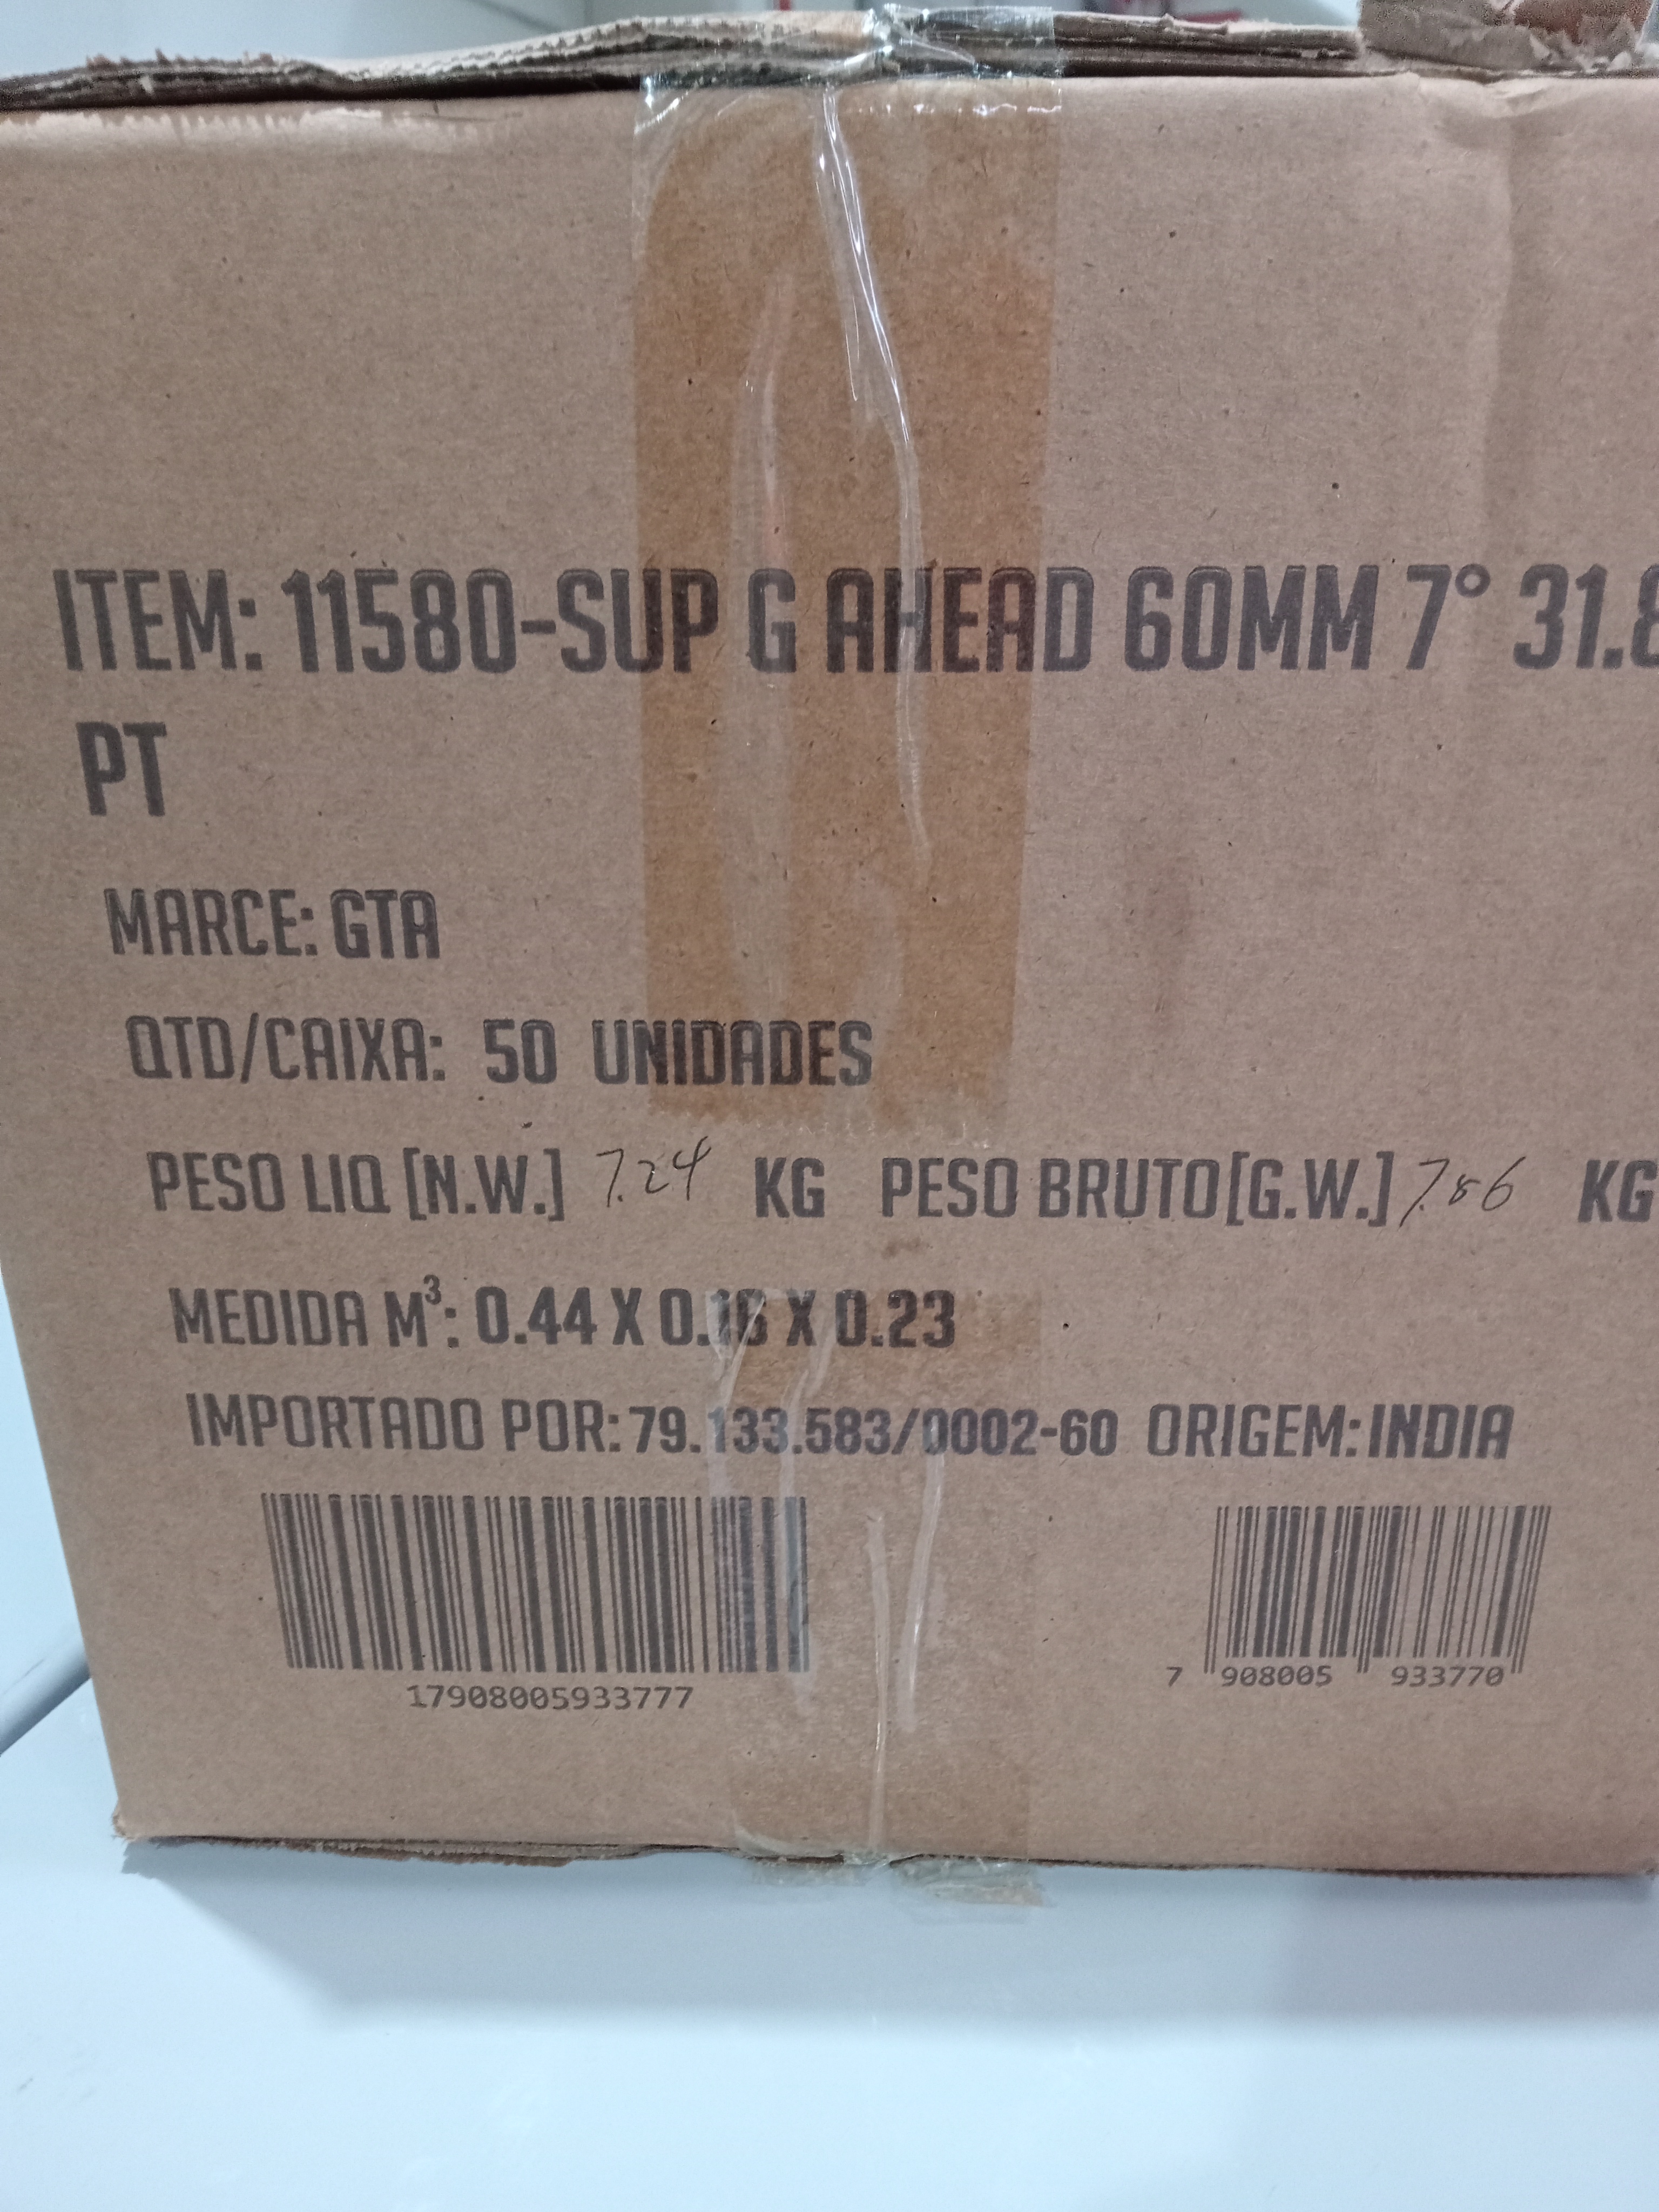 ITEM: 11580-SUP G AHEAD 60MM 7° 31.8
PT
MARCE: GTA
QTD/CAIXA: 50 UNIDADES
PESO LIQ [N.W.] 7.24 KG PESO BRUTO[G.W.] 7.86 KG
MEDIDA M³: 0.44 X 0.16 X 0.23
IMPORTADO POR: 79.133.583/0002-60 ORIGEM: INDIA
17908005933777
7 908005 933770